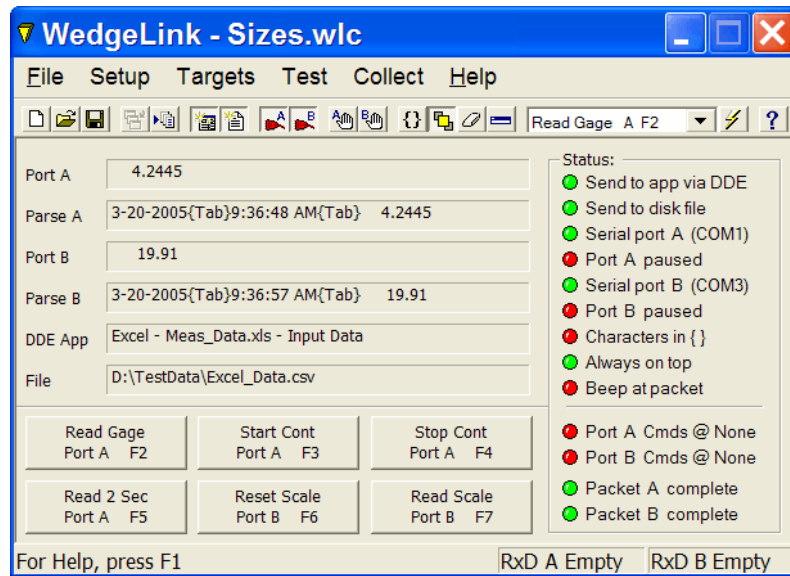 WedgeLink - Sizes.wlc
File Setup Targets Test Collect Help
A B A B {} Read Gage A F2 ?
Port A 4.2445
Parse A 3-20-2005{Tab}9:36:48 AM{Tab} 4.2445
Port B 19.91
Parse B 3-20-2005{Tab}9:36:57 AM{Tab} 19.91
DDE App Excel - Meas_Data.xls - Input Data
File D:\TestData\Excel_Data.csv
Read Gage
Port A F2
Start Cont
Port A F3
Stop Cont
Port A F4
Read 2 Sec
Port A F5
Reset Scale
Port B F6
Read Scale
Port B F7
Status:
Send to app via DDE
Send to disk file
Serial port A (COM1)
Port A paused
Serial port B (COM3)
Port B paused
Characters in { }
Always on top
Beep at packet
Port A Cmds @ None
Port B Cmds @ None
Packet A complete
Packet B complete
For Help, press F1
RxD A Empty
RxD B Empty